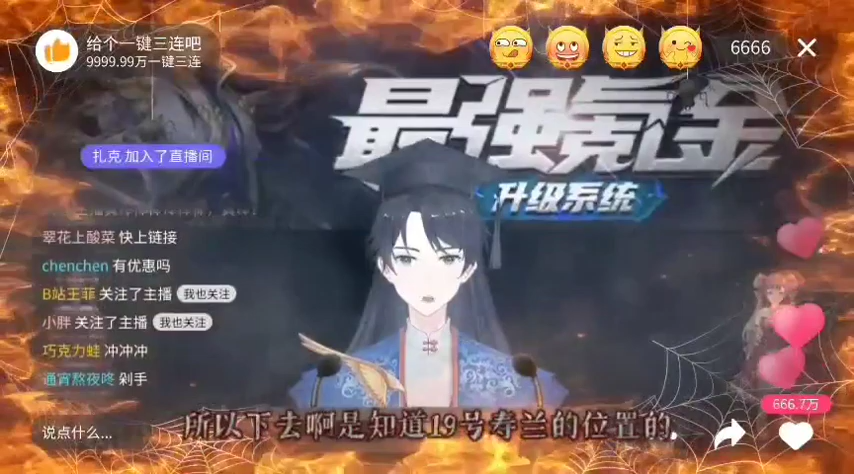 给个一键三连吧
9999.99万一键三连
6666
最强氪金
升级系统
扎克 加入了直播间
翠花上酸菜 快上链接
chenchen 有优惠吗
B站王菲 关注了主播 我也关注
小胖 关注了主播 我也关注
巧克力蛙 冲冲冲
通宵熬夜咚 剁手
666.7万
说点什么...
所以下去啊是知道19号寿兰的位置的